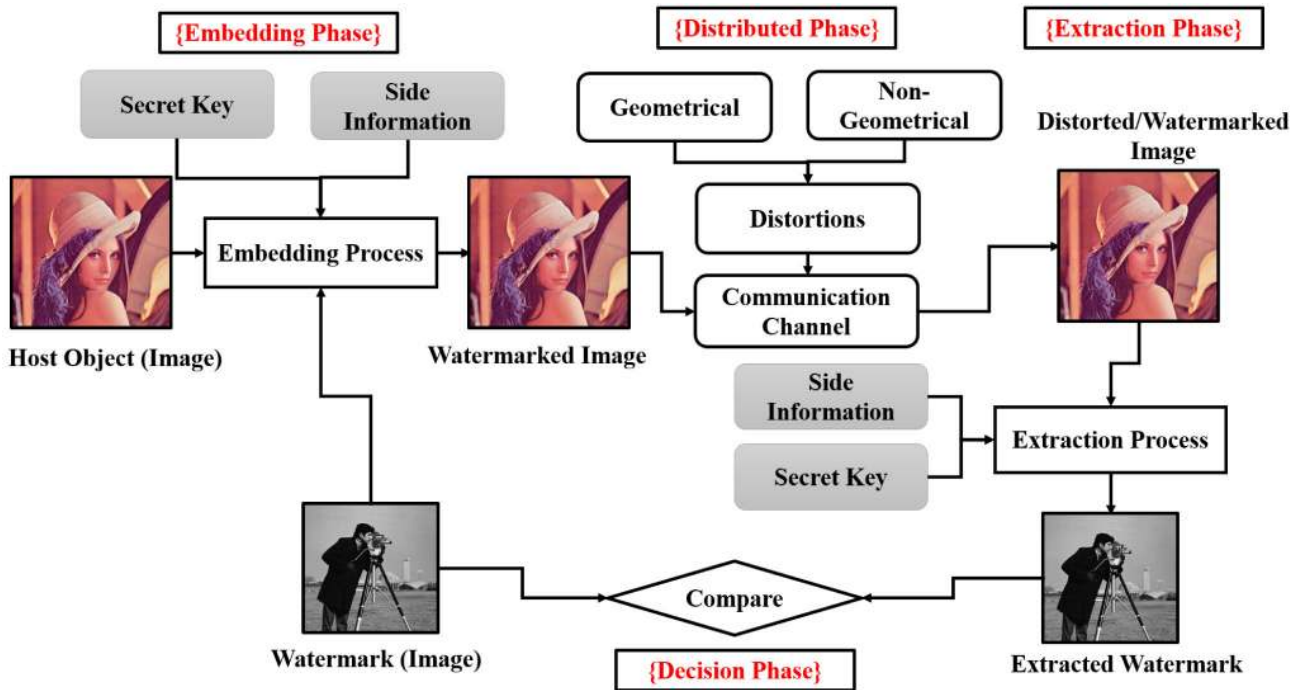 {Embedding Phase}
{Distributed Phase}
{Extraction Phase}
Secret Key
Side
Information
Geometrical
Non-
Geometrical
Distorted/Watermarked
Image
Embedding Process
Distortions
Communication
Channel
Host Object (Image)
Watermarked Image
Side
Information
Secret Key
Extraction Process
Compare
Watermark (Image)
{Decision Phase}
Extracted Watermark